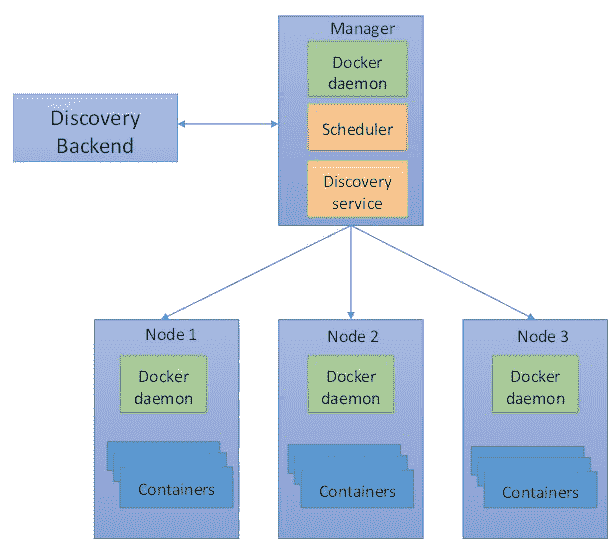 Manager
Docker
daemon
Discovery
Backend
Scheduler
Discovery
service
Node 1
Docker
daemon
Containers
Node 2
Docker
daemon
Containers
Node 3
Docker
daemon
Containers